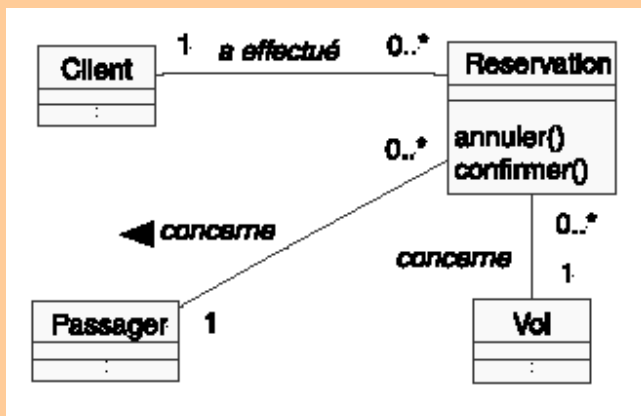 Client
:
1 a effectué 0..*
Reservation
annuler()
confirmer()
0..*
concerne
1
Passager
:
0..*
concerne
1
Vol
: